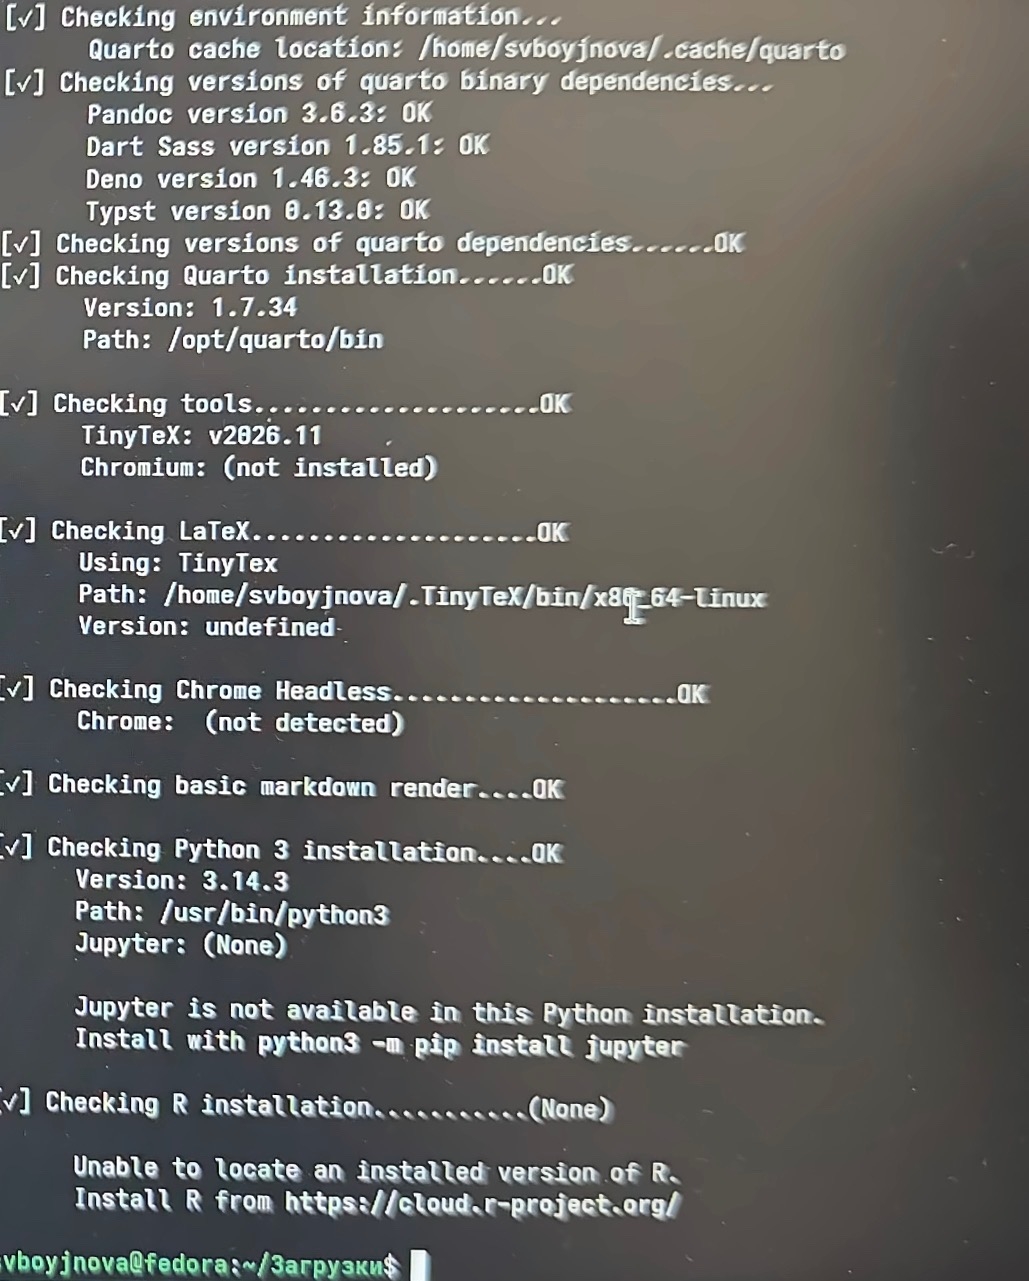 [✓] Checking environment information...
Quarto cache location: /home/svboyjnova/.cache/quarto
[✓] Checking versions of quarto binary dependencies...
Pandoc version 3.6.3: OK
Dart Sass version 1.85.1: OK
Deno version 1.46.3: OK
Typst version 0.13.0: OK
[✓] Checking versions of quarto dependencies......OK
[✓] Checking Quarto installation......OK
Version: 1.7.34
Path: /opt/quarto/bin
[✓] Checking tools....................OK
TinyTeX: v2026.11
Chromium: (not installed)
[✓] Checking LaTeX....................OK
Using: TinyTex
Path: /home/svboyjnova/.TinyTeX/bin/x86_64-linux
Version: undefined
[✓] Checking Chrome Headless....................OK
Chrome:  (not detected)
[✓] Checking basic markdown render....OK
[✓] Checking Python 3 installation....OK
Version: 3.14.3
Path: /usr/bin/python3
Jupyter: (None)
Jupyter is not available in this Python installation.
Install with python3 -m pip install jupyter
[✓] Checking R installation...........(None)
Unable to locate an installed version of R.
Install R from https://cloud.r-project.org/
svboyjnova@fedora:~/Загрузки$